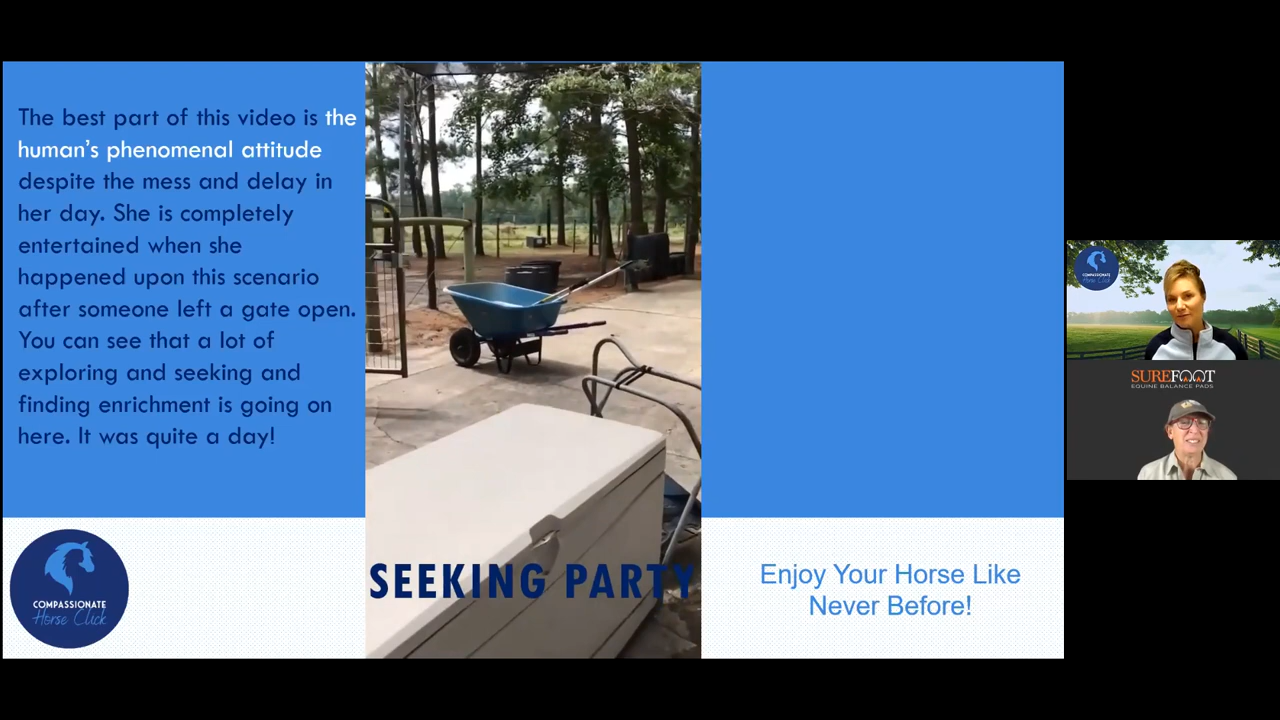 The best part of this video is the
human's phenomenal attitude
despite the mess and delay in
her day. She is completely
entertained when she
happened upon this scenario
after someone left a gate open.
You can see that a lot of
exploring and seeking and
finding enrichment is going on
here. It was quite a day!
SEEKING PARTY
COMPASSIONATE
Horse Click
Enjoy Your Horse Like
Never Before!
COMPASSIONATE
Horse Click
SUREFOOT
EQUINE BALANCE PADS